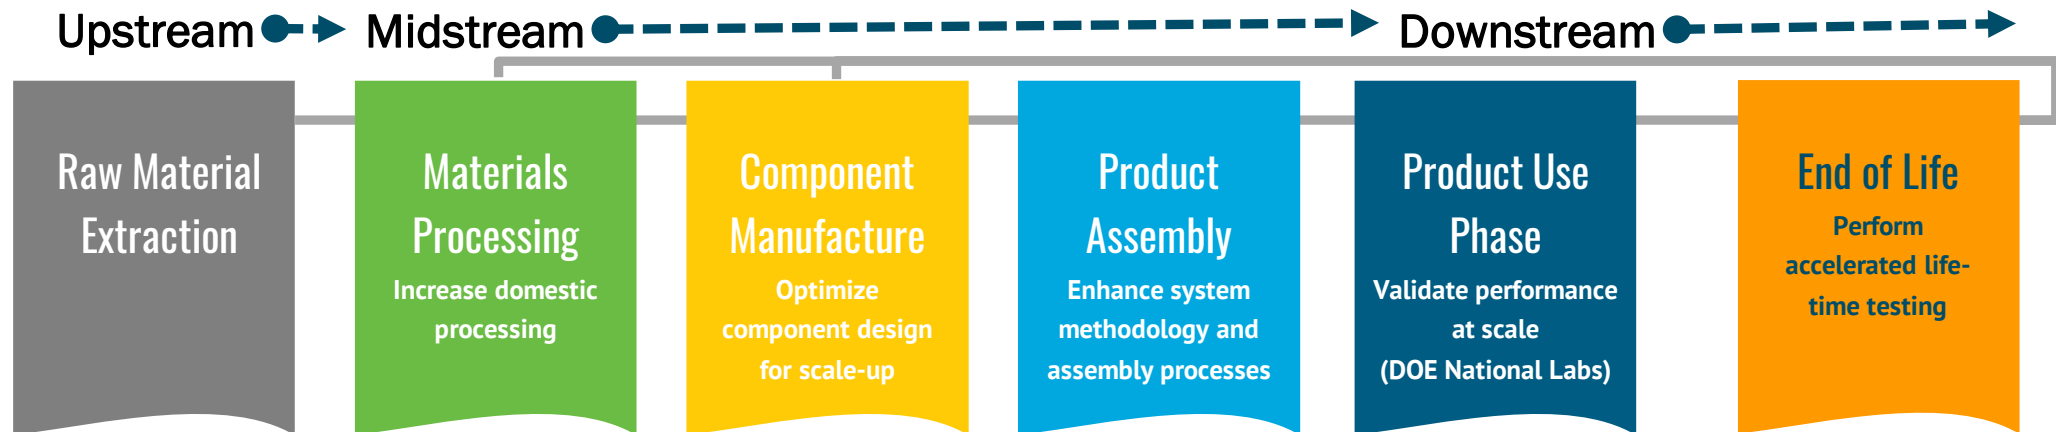 Upstream
Midstream
Downstream
Raw Material
Extraction
Materials
Processing
Increase domestic
processing
Component
Manufacture
Optimize
component design
for scale-up
Product
Assembly
Enhance system
methodology and
assembly processes
Product Use
Phase
Validate performance
at scale
(DOE National Labs)
End of Life
Perform
accelerated life-
time testing